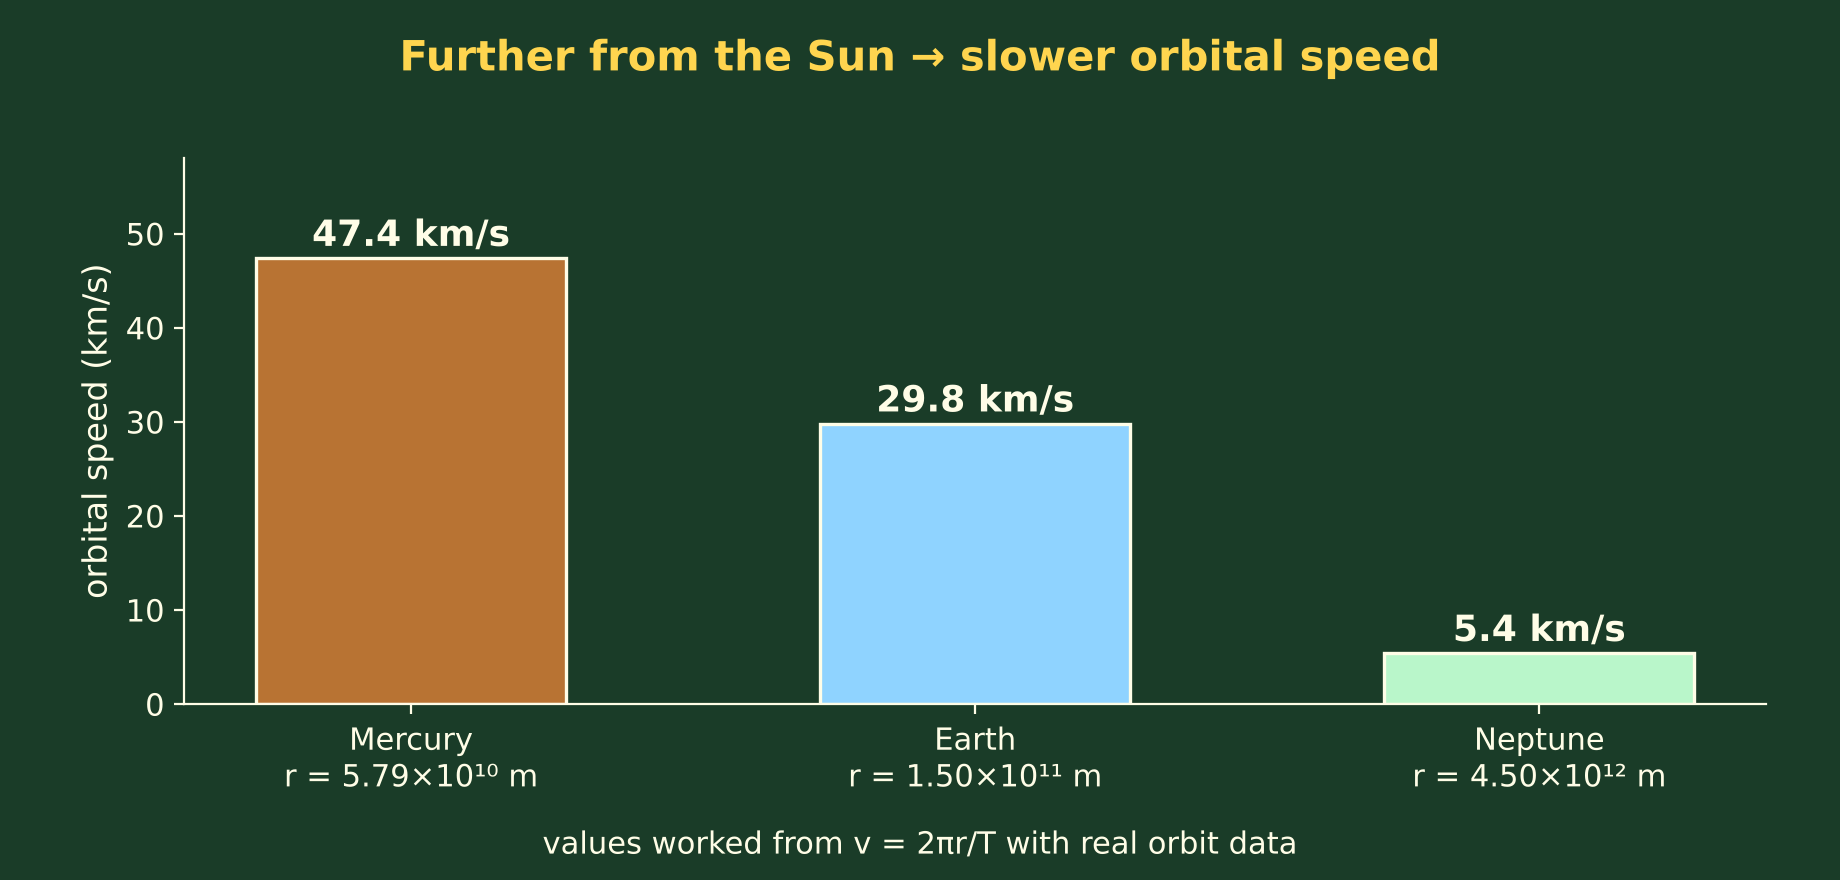 Further from the Sun → slower orbital speed
orbital speed (km/s)
50
40
30
20
10
0
47.4 km/s
29.8 km/s
5.4 km/s
Mercury
r = 5.79×10¹⁰ m
Earth
r = 1.50×10¹¹ m
Neptune
r = 4.50×10¹² m
values worked from v = 2πr/T with real orbit data